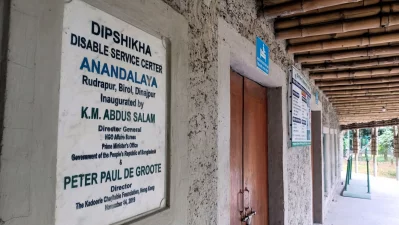 DIPSHIKHA
DISABLE SERVICE CERTER
ANANDALAYA
Rudrapur, Birol, Dinajpur
Inaugurated by
K.M. ABDUS SALAM
Director General
NGO Affairs Bureau
Prime Minister's Office
Government of the People's Republic of Bangladesh
&
PETER PAUL DE GROOTE
Director
The Kadoorie Charitable Foundation, Hong Kong